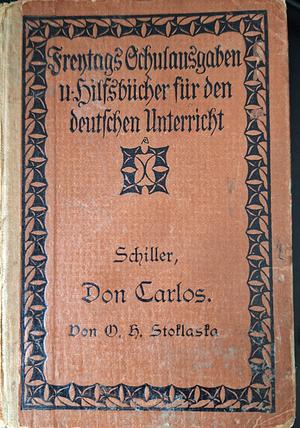 Freytags Schulausgaben
u. Hilfsbücher für den
deutschen Unterricht
Schiller,
Don Carlos.
Von O. H. Stoklaska